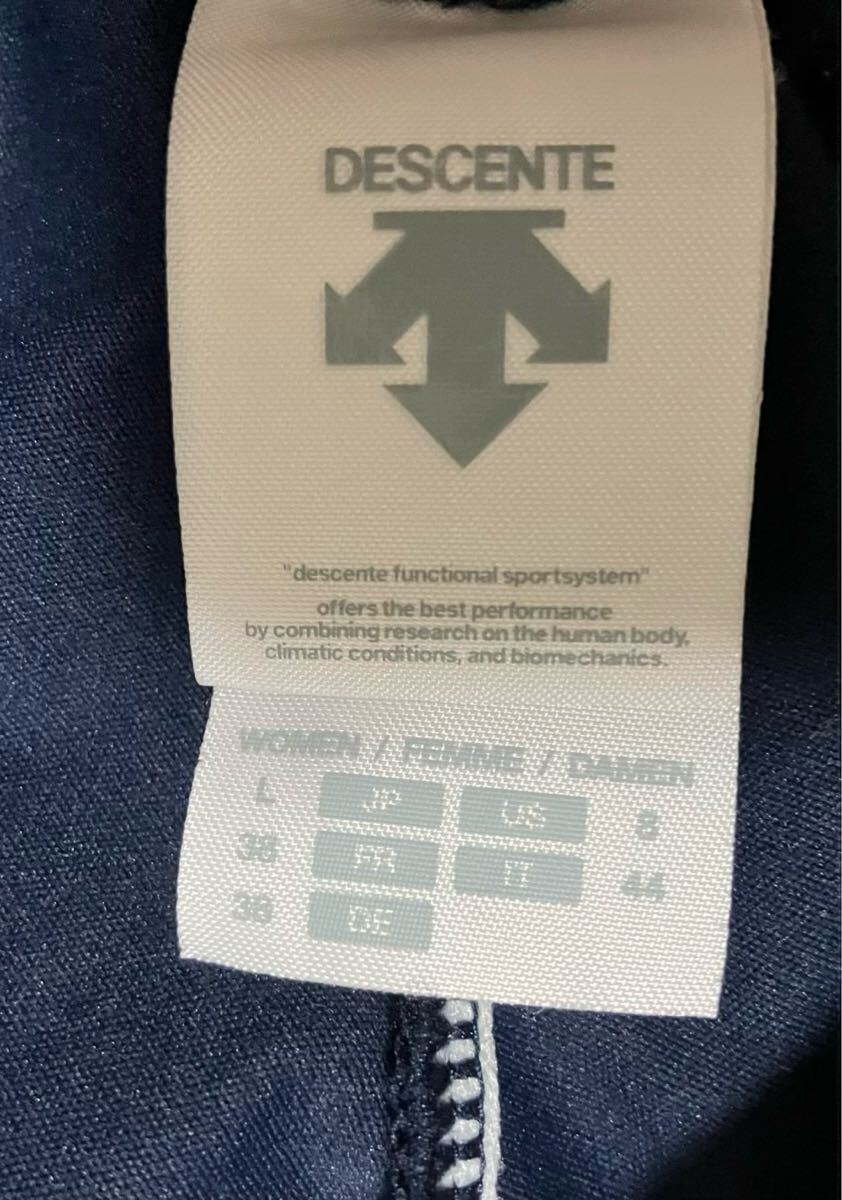 DESCENTE
"descente functional sportsystem"
offers the best performance
by combining research on the human body,
climatic conditions, and biomechanics.
WOMEN / FEMME / DAMEN
L JP US 8
38 FR IT 44
38 DE